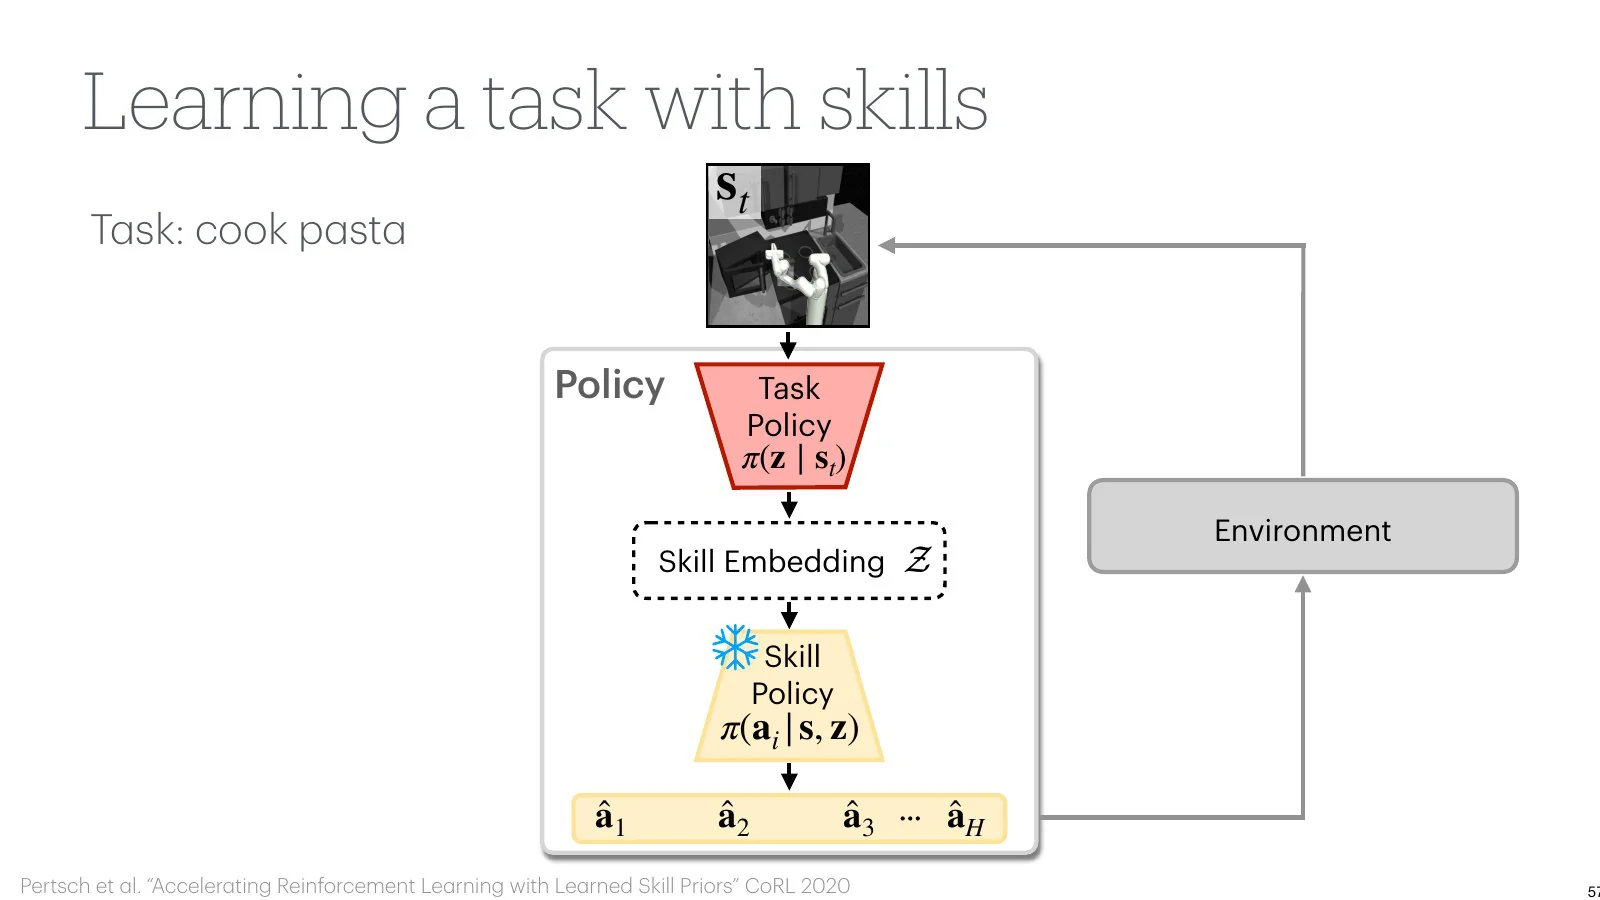 Learning a task with skills
Task: cook pasta
s_t
Policy
Task
Policy
π(z | s_t)
Skill Embedding 𝒵
Skill
Policy
π(a_i | s, z)
â_1 â_2 â_3 ··· â_H
Environment
Pertsch et al. “Accelerating Reinforcement Learning with Learned Skill Priors” CoRL 2020
57